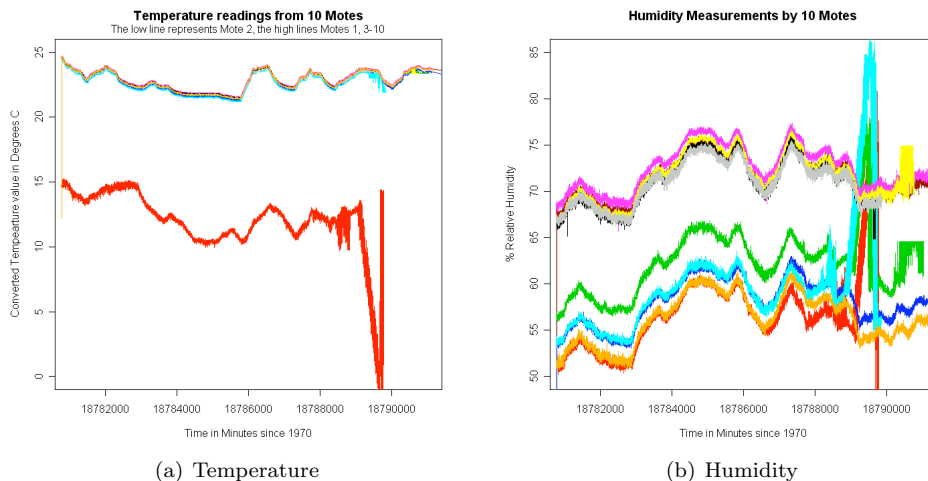 Temperature readings from 10 Motes
The low line represents Mote 2, the high lines Motes 1, 3-10
Converted Tempearture value in Degrees C
25
20
15
10
5
0
18782000 18784000 18786000 18788000 18790000
Time in Minutes since 1970
(a) Temperature
Humidity Measurements by 10 Motes
% Relative Humidity
85
80
75
70
65
60
55
50
18782000 18784000 18786000 18788000 18790000
Time in Minutes since 1970
(b) Humidity